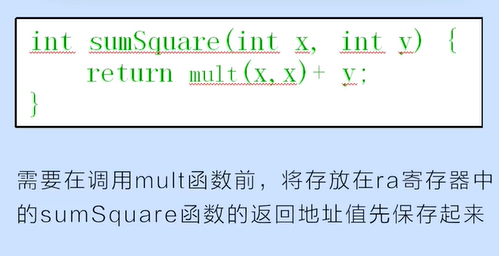 int sumSquare(int x, int y) {
return mult(x,x)+ y;
}
需要在调用mult函数前，将存放在ra寄存器中
的sumSquare函数的返回地址值先保存起来